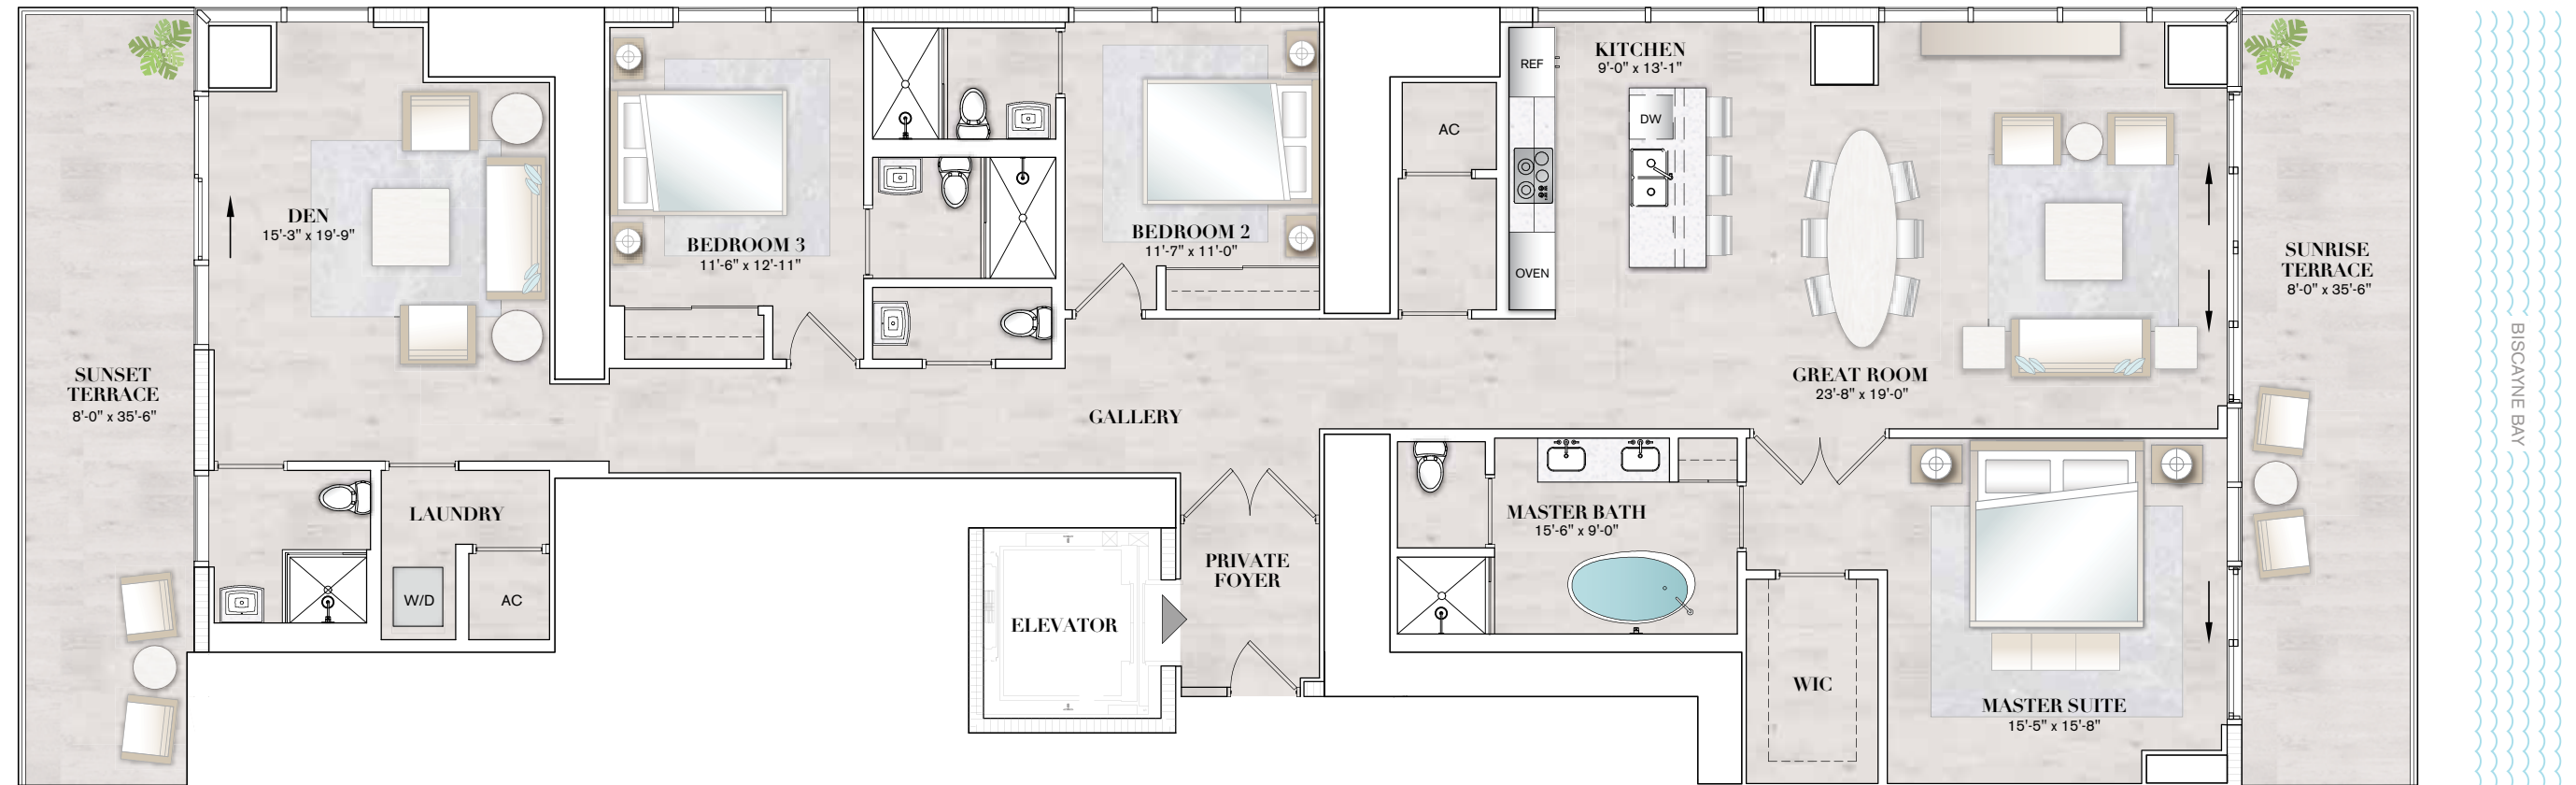 SUNSET
TERRACE
8'-0" x 35'-6"
DEN
15'-3" x 19'-9"
BEDROOM 3
11'-6" x 12'-11"
BEDROOM 2
11'-7" x 11'-0"
AC
REF
OVEN
KITCHEN
9'-0" x 13'-1"
DW
GREAT ROOM
23'-8" x 19'-0"
SUNRISE
TERRACE
8'-0" x 35'-6"
BISCAYNE BAY
GALLERY
LAUNDRY
W/D
AC
ELEVATOR
PRIVATE
FOYER
MASTER BATH
15'-6" x 9'-0"
WIC
MASTER SUITE
15'-5" x 15'-8"